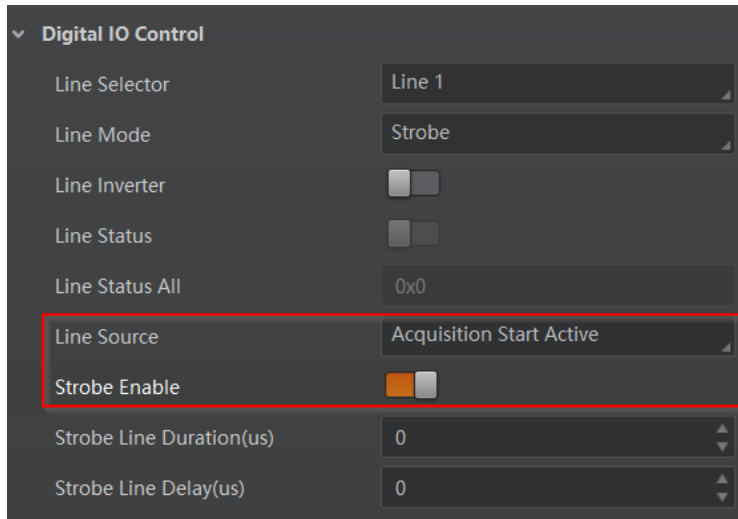 Digital IO Control
Line Selector Line 1
Line Mode Strobe
Line Inverter
Line Status
Line Status All 0x0
Line Source Acquisition Start Active
Strobe Enable
Strobe Line Duration(us) 0
Strobe Line Delay(us) 0